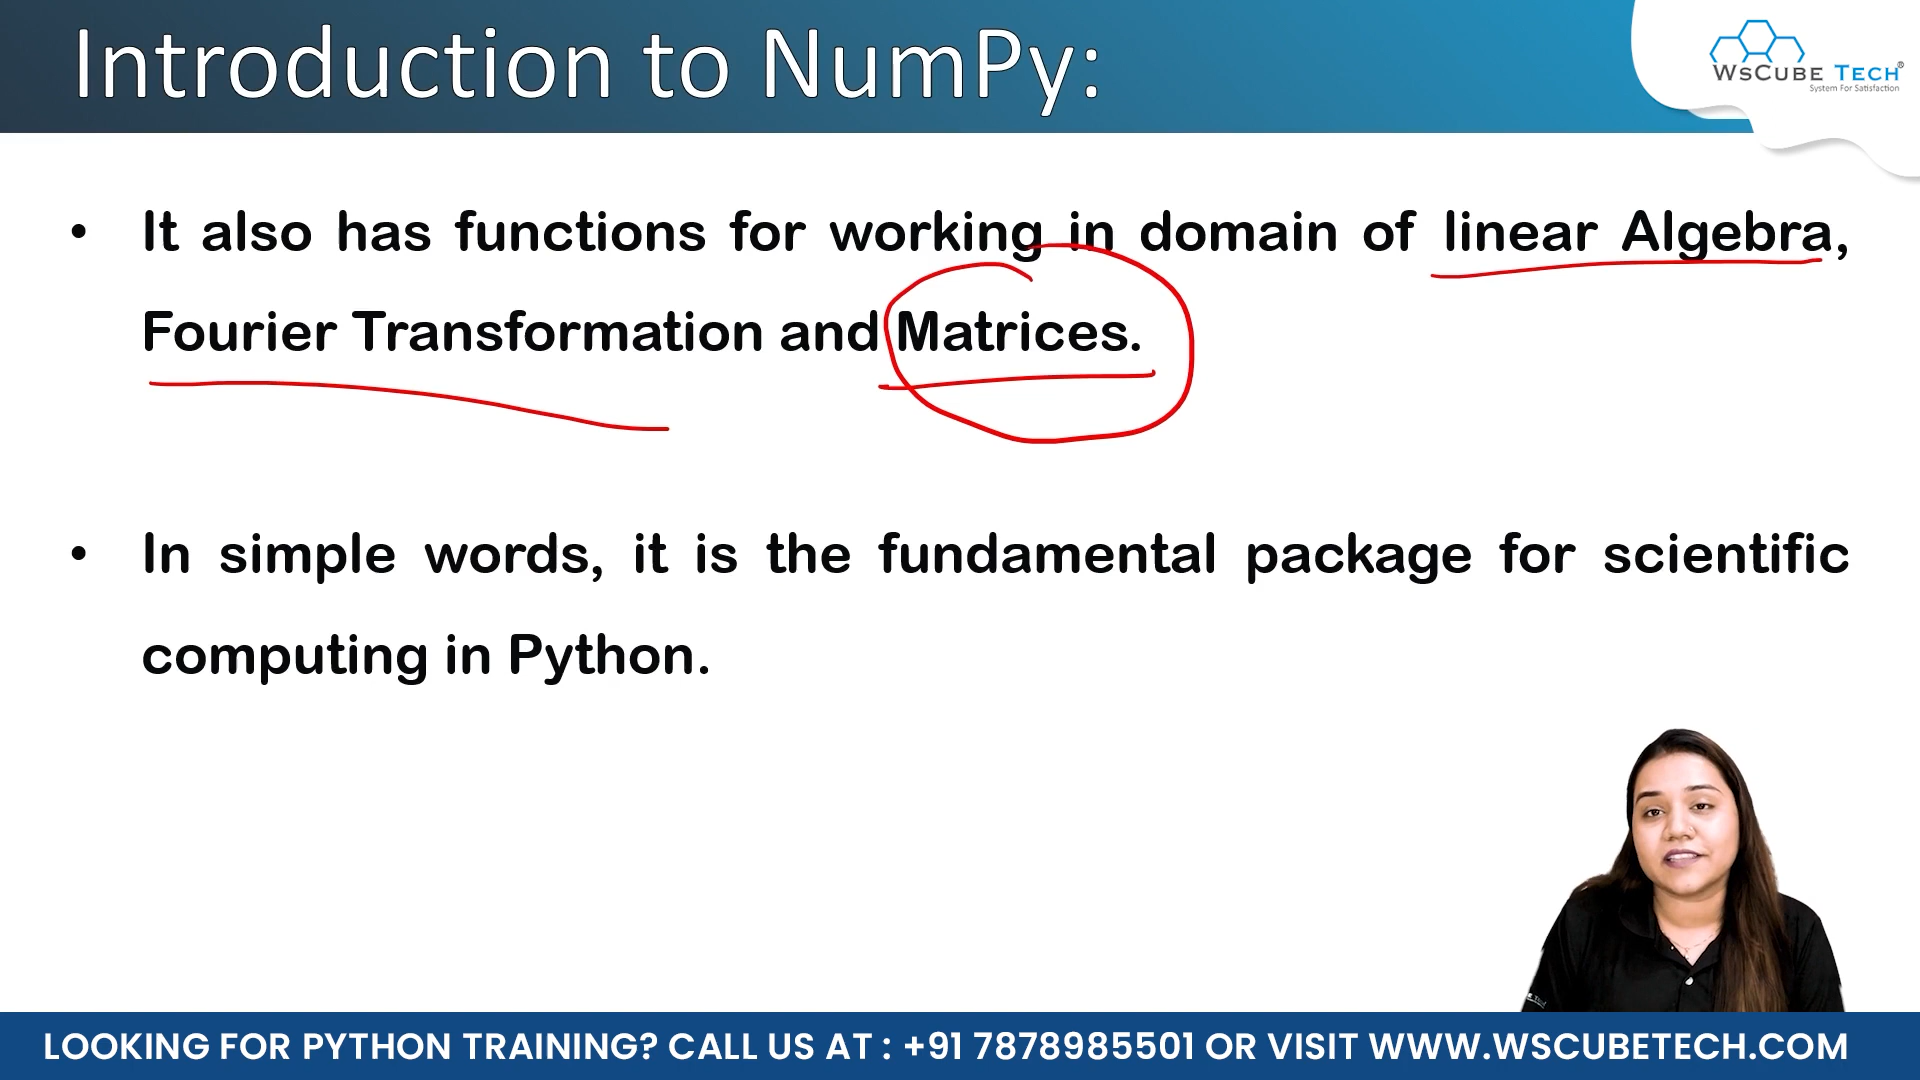 Introduction to NumPy:
WsCube Tech®
System For Satisfaction
• It also has functions for working in domain of linear Algebra,
Fourier Transformation and Matrices.
• In simple words, it is the fundamental package for scientific
computing in Python.
LOOKING FOR PYTHON TRAINING? CALL US AT : +91 7878985501 OR VISIT WWW.WSCUBETECH.COM